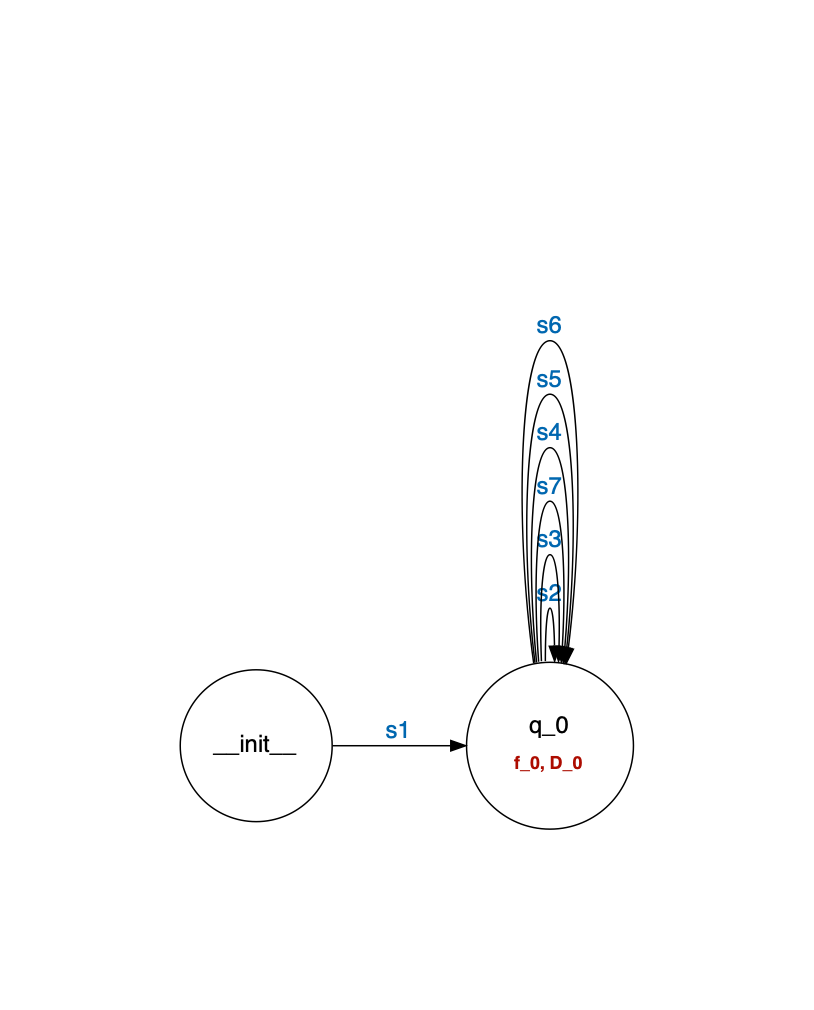 s6
s5
s4
s7
s3
s2
s1
q_0
__init__
f_0, D_0